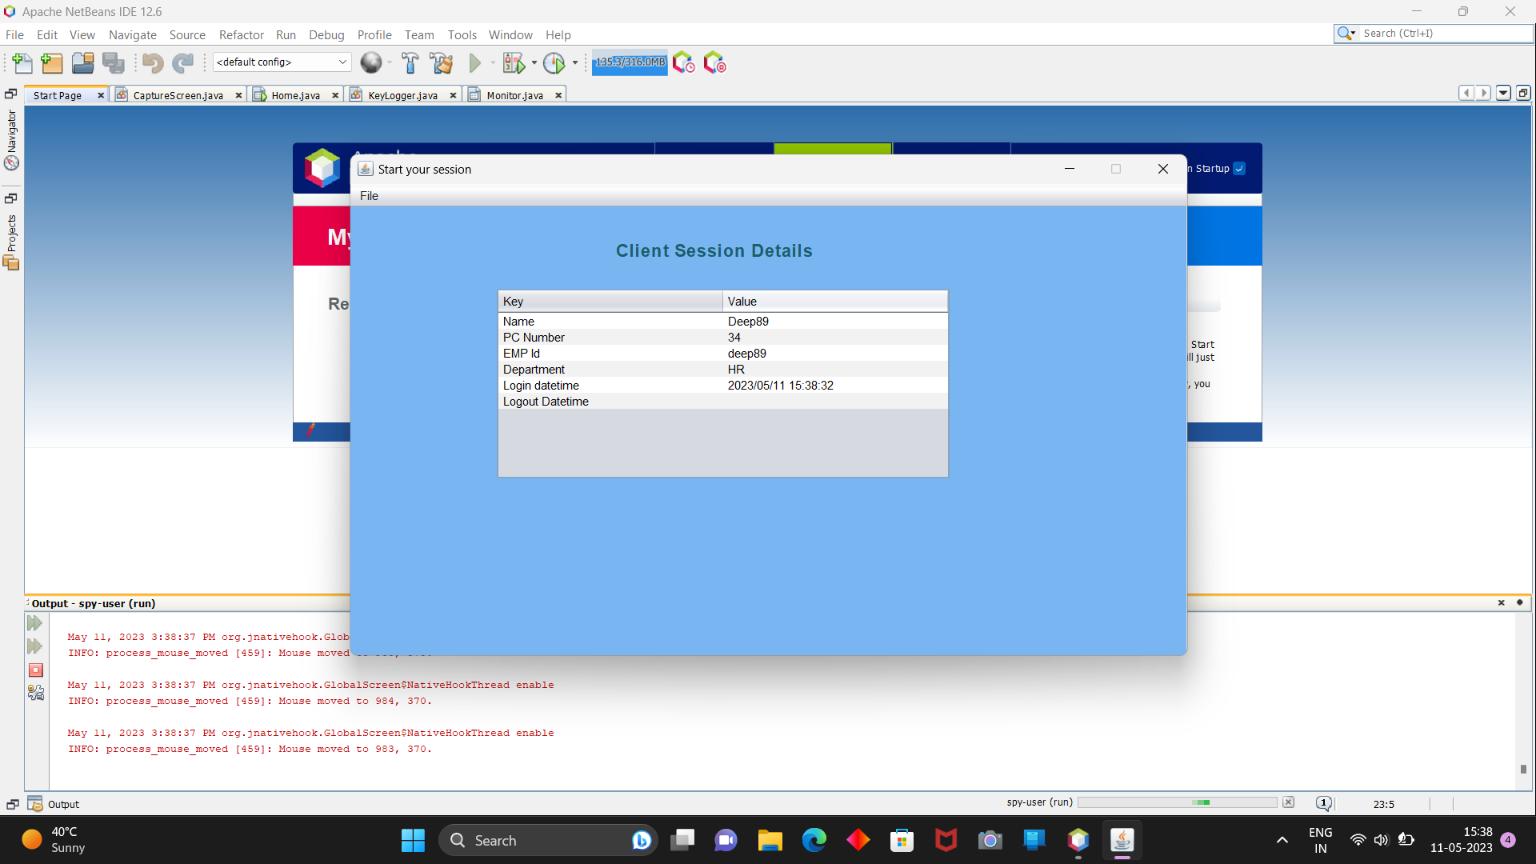 Apache NetBeans IDE 12.6
File Edit View Navigate Source Refactor Run Debug Profile Team Tools Window Help
Search (Ctrl+I)
<default config>
135.3/316.0MB
Start Page CaptureScreen.java Home.java KeyLogger.java Monitor.java
Navigator
Projects
Start your session
n Startup
File
My
Client Session Details
Re
Key Value
Name Deep89
PC Number 34
EMP Id deep89
Department HR
Login datetime 2023/05/11 15:38:32
Logout Datetime
Start
ll just
, you
Output - spy-user (run)
May 11, 2023 3:38:37 PM org.jnativehook.Glob
INFO: process_mouse_moved [459]: Mouse moved to
May 11, 2023 3:38:37 PM org.jnativehook.GlobalScreen$NativeHookThread enable
INFO: process_mouse_moved [459]: Mouse moved to 984, 370.
May 11, 2023 3:38:37 PM org.jnativehook.GlobalScreen$NativeHookThread enable
INFO: process_mouse_moved [459]: Mouse moved to 983, 370.
Output
spy-user (run)
1
23:5
40°C
Sunny
Search
ENG
IN
15:38
11-05-2023
4